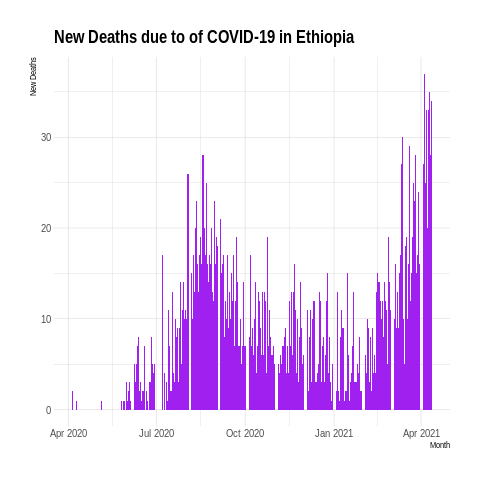 New Deaths due to of COVID-19 in Ethiopia
New Deaths
30
20
10
0
Apr 2020 Jul 2020 Oct 2020 Jan 2021 Apr 2021
Month